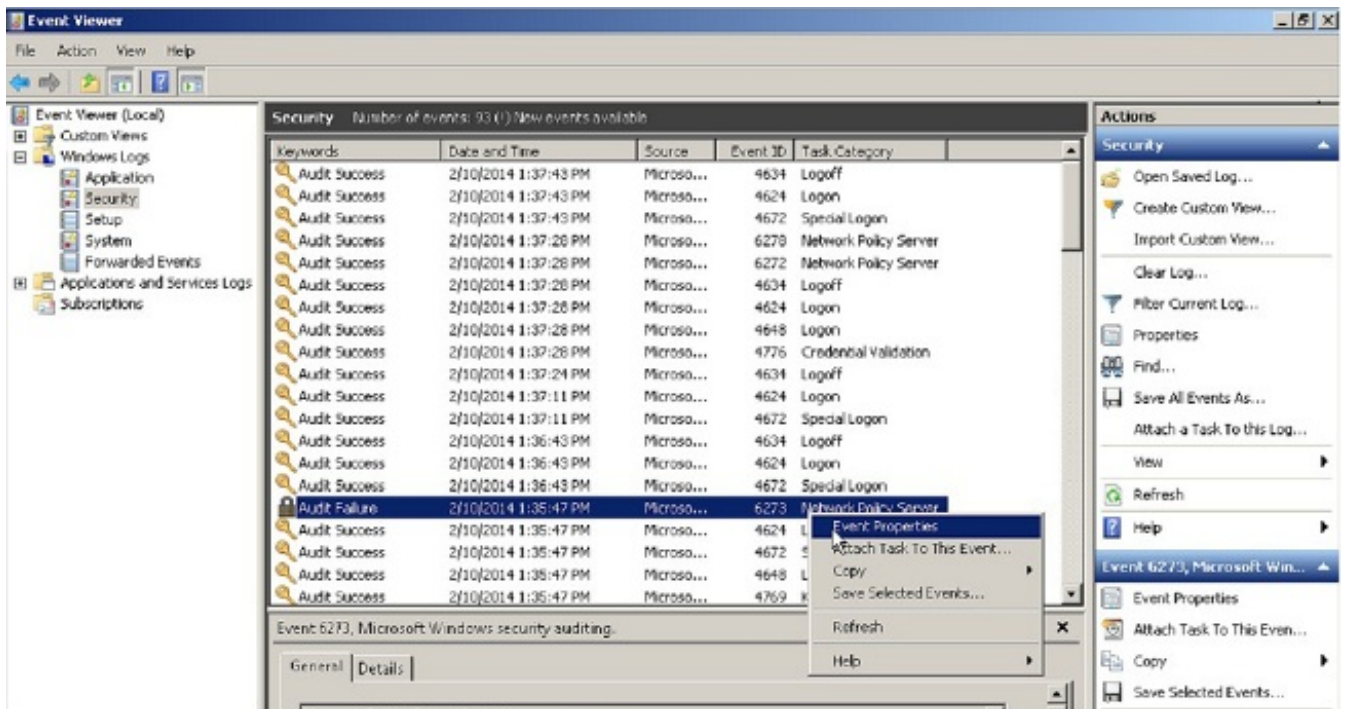 Event Viewer
File Action View Help
Event Viewer (Local)
Custom Views
Windows Logs
Application
Security
Setup
System
Forwarded Events
Applications and Services Logs
Subscriptions
Security Number of events: 93 (!) New events available
Keywords Date and Time Source Event ID Task Category
Audit Success 2/10/2014 1:37:43 PM Microso... 4634 Logoff
Audit Success 2/10/2014 1:37:43 PM Microso... 4624 Logon
Audit Success 2/10/2014 1:37:43 PM Microso... 4672 Special Logon
Audit Success 2/10/2014 1:37:28 PM Microso... 6278 Network Policy Server
Audit Success 2/10/2014 1:37:28 PM Microso... 6272 Network Policy Server
Audit Success 2/10/2014 1:37:28 PM Microso... 4634 Logoff
Audit Success 2/10/2014 1:37:28 PM Microso... 4624 Logon
Audit Success 2/10/2014 1:37:28 PM Microso... 4648 Logon
Audit Success 2/10/2014 1:37:28 PM Microso... 4776 Credential Validation
Audit Success 2/10/2014 1:37:24 PM Microso... 4634 Logoff
Audit Success 2/10/2014 1:37:11 PM Microso... 4624 Logon
Audit Success 2/10/2014 1:37:11 PM Microso... 4672 Special Logon
Audit Success 2/10/2014 1:36:43 PM Microso... 4634 Logoff
Audit Success 2/10/2014 1:36:43 PM Microso... 4624 Logon
Audit Success 2/10/2014 1:36:43 PM Microso... 4672 Special Logon
Audit Failure 2/10/2014 1:35:47 PM Microso... 6273 Network Policy Server
Audit Success 2/10/2014 1:35:47 PM Microso... 4624 L
Audit Success 2/10/2014 1:35:47 PM Microso... 4672 S
Audit Success 2/10/2014 1:35:47 PM Microso... 4648 L
Audit Success 2/10/2014 1:35:47 PM Microso... 4769 K
Event Properties
Attach Task To This Event...
Copy
Save Selected Events...
Refresh
Help
Event 6273, Microsoft Windows security auditing.
General Details
Actions
Security
Open Saved Log...
Create Custom View...
Import Custom View...
Clear Log...
Filter Current Log...
Properties
Find...
Save All Events As...
Attach a Task To this Log...
View
Refresh
Help
Event 6273, Microsoft Win...
Event Properties
Attach Task To This Even...
Copy
Save Selected Events...